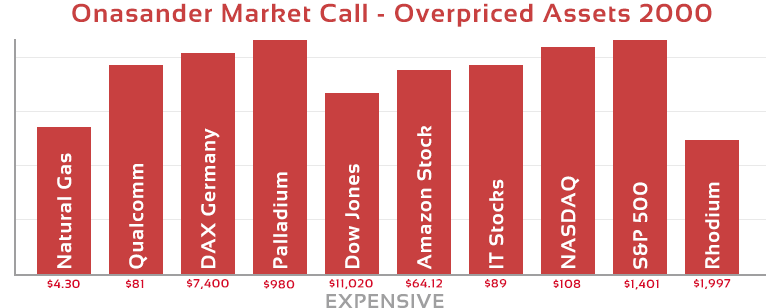 Onasander Market Call - Overpriced Assets 2000
Natural Gas
Qualcomm
DAX Germany
Palladium
Dow Jones
Amazon Stock
IT Stocks
NASDAQ
S&P 500
Rhodium
$4.30 $81 $7,400 $980 $11,020 $64.12 $89 $108 $1,401 $1,997
EXPENSIVE